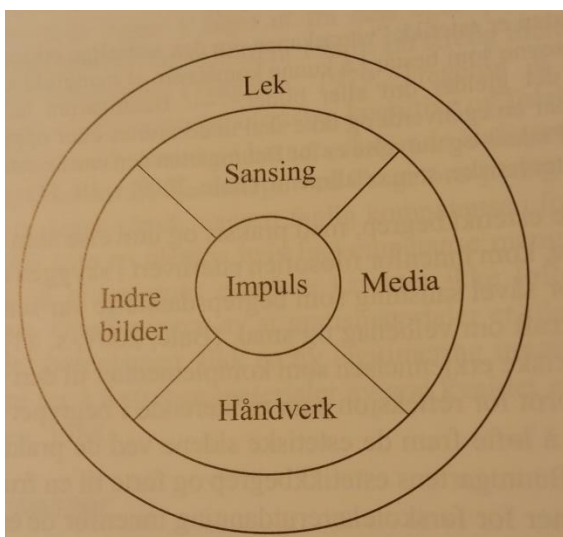 Lek
Sansing
Indre
bilder
Impuls
Media
Håndverk